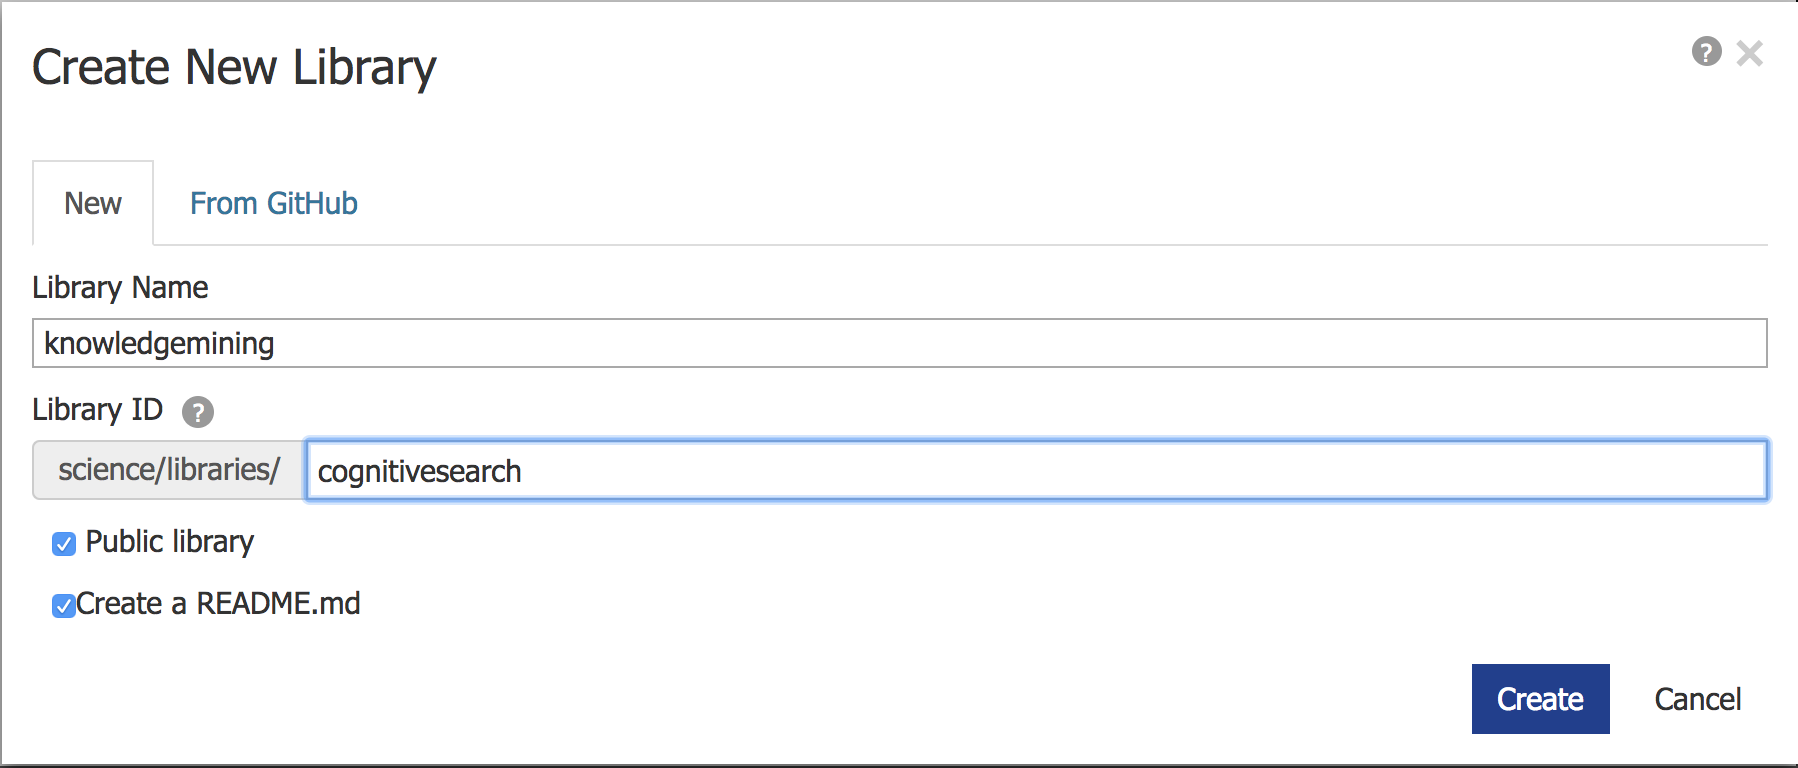 Create New Library
?
New
From GitHub
Library Name
knowledgemining
Library ID ?
science/libraries/ cognitivesearch
Public library
Create a README.md
Create
Cancel